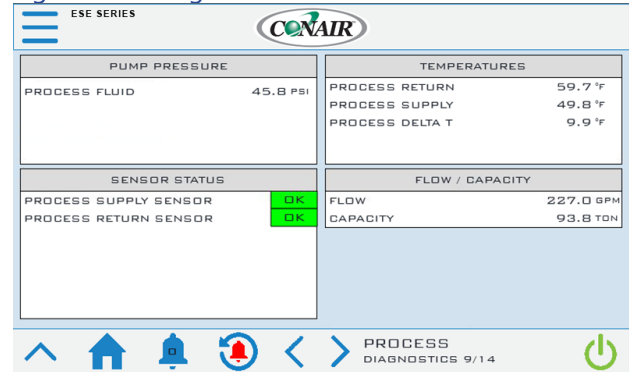 ESE SERIES
CONAIR
PUMP PRESSURE
PROCESS FLUID 45.8 PSI
TEMPERATURES
PROCESS RETURN 59.7 °F
PROCESS SUPPLY 49.8 °F
PROCESS DELTA T 9.9 °F
SENSOR STATUS
PROCESS SUPPLY SENSOR OK
PROCESS RETURN SENSOR OK
FLOW / CAPACITY
FLOW 227.0 GPM
CAPACITY 93.8 TON
0
PROCESS
DIAGNOSTICS 9/14